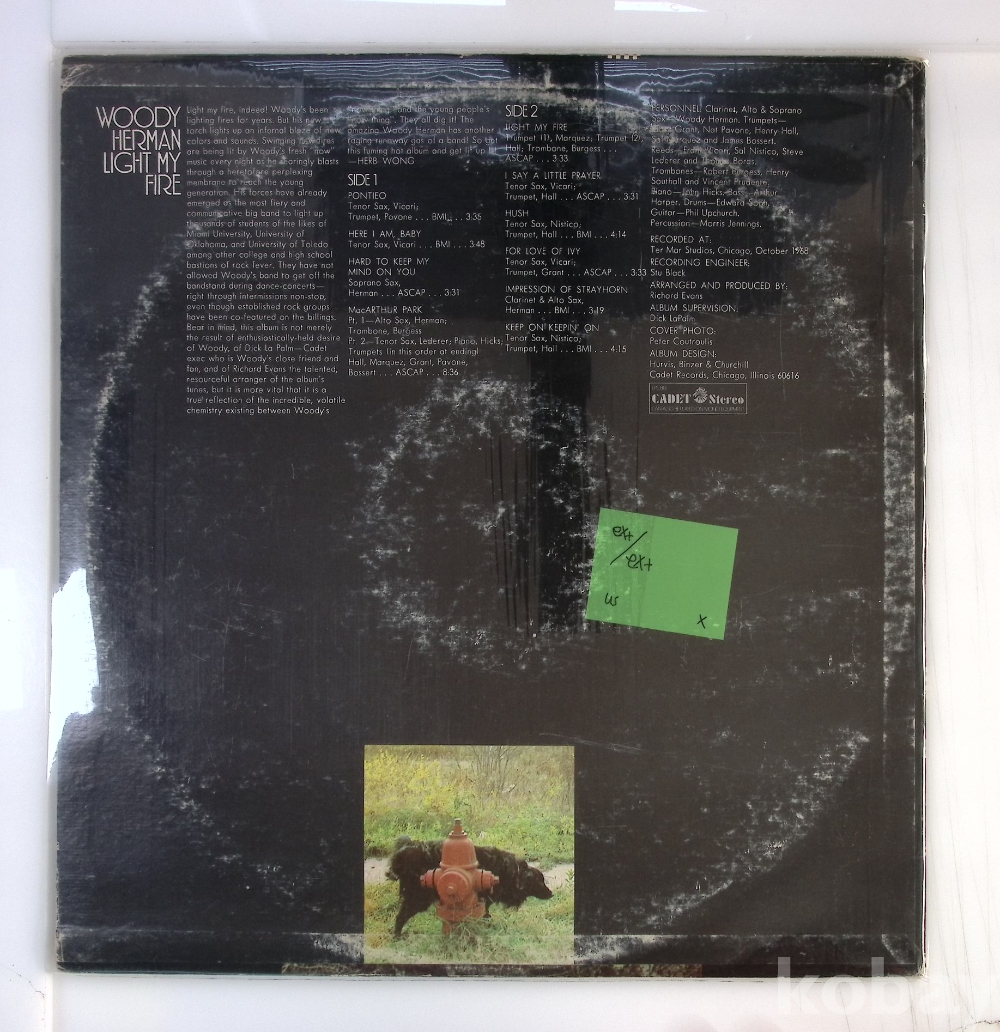 WOODY
HERMAN
LIGHT MY
FIRE
Light my fire, indeed! Woody's been
lighting fires for years. But his new
torch lights up an infernal blaze of new
colors and sounds. Swinging
are being lit by Woody's fresh "now"
music every night as he
blasts
through a heretofore perplexing
membrane to reach the young
generation. His forces have already
emerged as the most fiery and
communicative big band to light up
thousands of students of the likes of
Miami University, University of
Oklahoma, and University of Toledo
among other college and high school
bastions of rock fever. They have not
allowed Woody's band to get off the
bandstand during dance-concerts—
right through intermissions non-stop,
even though established rock groups
have been co-featured on the billings.
Bear in mind, this album is not merely
the result of enthusiastically-held desire
of Woody, of Dick La Palm—Cadet
exec who is Woody's close friend and
fan, and of Richard Evans the talented,
resourceful arranger of the album's
tunes, but it is more vital that it is a
true reflection of the incredible, volatile
chemistry existing between Woody's
and the young people's
They all dig it! The
amazing Woody Herman has another
raging runaway gas of a band! So
this fuming hot album and get lit up
—HERB WONG
SIDE 1
PONTIEO
Tenor Sax, Vicari;
Trumpet, Pavone . . . BMI . . . 3:35
HERE I AM, BABY
Tenor Sax, Vicari . . . BMI . . . 3:48
HARD TO KEEP MY
MIND ON YOU
Soprano Sax,
Herman . . . ASCAP . . . 3:31
MacARTHUR PARK
Pt. 1—Alto Sax, Herman;
Trombone, Burgess
Pt. 2—Tenor Sax, Lederer; Piano, Hicks;
Trumpets (in this order at ending)
Hall, Marquez, Grant, Pavone,
Bossert . . . ASCAP . . . 8:36
SIDE 2
LIGHT MY FIRE
Trumpet (1), Marquez; Trumpet (2),
Hall; Trombone, Burgess . . .
ASCAP . . . 3:33
I SAY A LITTLE PRAYER
Tenor Sax, Vicari;
Trumpet, Hall . . . ASCAP . . . 3:31
HUSH
Tenor Sax, Nistico;
Trumpet, Hall . . . BMI . . . 4:14
FOR LOVE OF IVY
Tenor Sax, Vicari;
Trumpet, Grant . . . ASCAP . . . 3:33
IMPRESSION OF STRAYHORN
Clarinet & Alto Sax,
Herman . . . BMI . . . 3:19
KEEP ON KEEPIN' ON
Tenor Sax, Nistico;
Trumpet, Hall . . . BMI . . . 4:15
PERSONNEL: Clarinet, Alto & Soprano
Sax—Woody Herman. Trumpets—
Grant, Nat Pavone, Henry Hall,
Marquez and James Bossert.
Reeds—
Vicari, Sal Nistico, Steve
Lederer and Thomas Boras.
Trombones—Robert Burgess, Henry
Southall and Vincent Prudente.
Piano—John Hicks. Bass—Arthur
Harper. Drums—Edward Soph.
Guitar—Phil Upchurch.
Percussion—Morris Jennings.
RECORDED AT:
Ter Mar Studios, Chicago, October 1968
RECORDING ENGINEER:
Stu Black
ARRANGED AND PRODUCED BY:
Richard Evans
ALBUM SUPERVISION:
Dick LaPalm
COVER PHOTO:
Peter Coutroulis
ALBUM DESIGN:
Hurvis, Binzer & Churchill
Cadet Records, Chicago, Illinois 60616
CADET Stereo
ex+
/ex+
us
x
koba